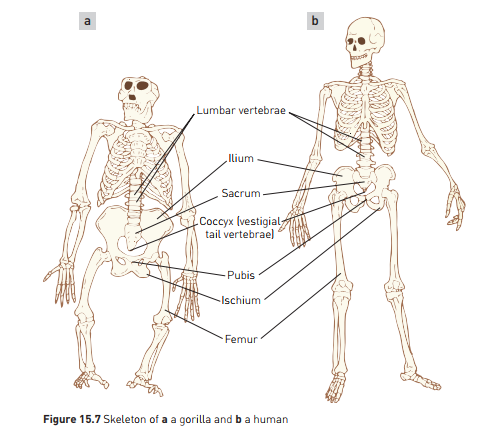 a
b
Lumbar vertebrae
Ilium
Sacrum
Coccyx (vestigial
tail vertebrae)
Pubis
Ischium
Femur
Figure 15.7 Skeleton of a a gorilla and b a human